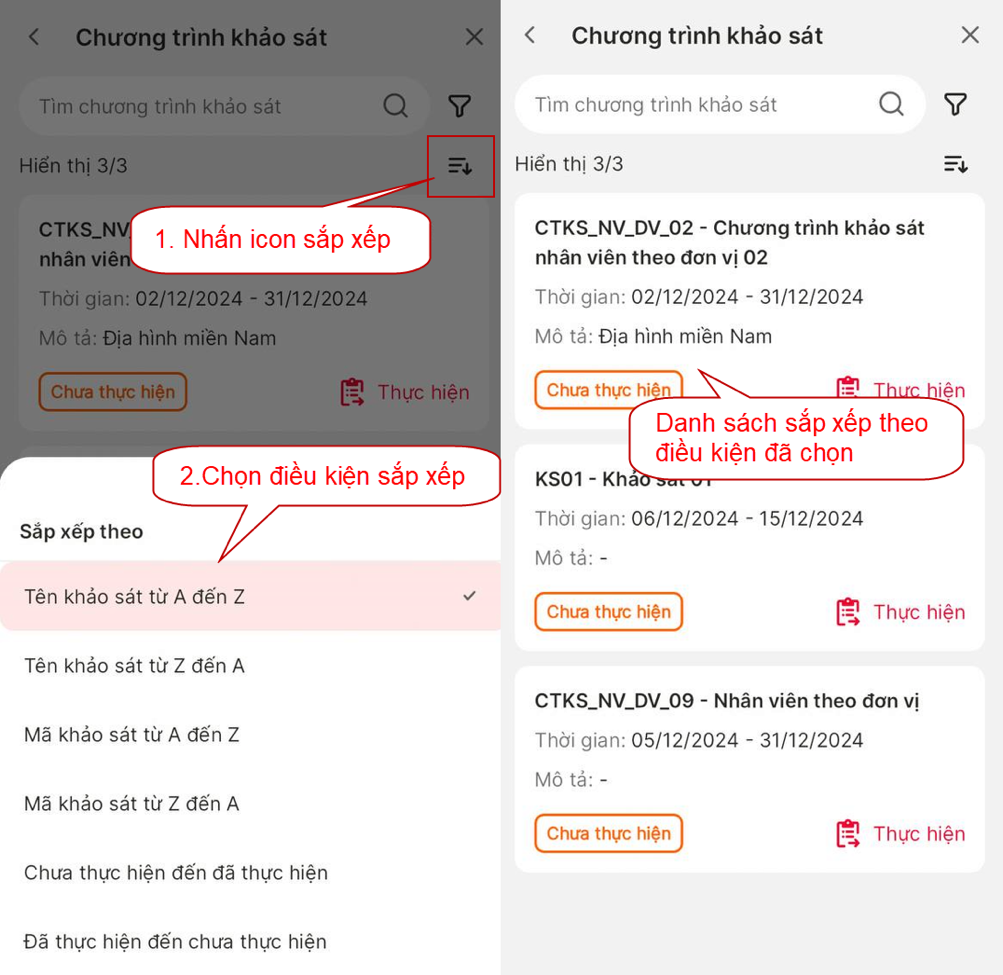 Chương trình khảo sát
Tìm chương trình khảo sát
Hiển thị 3/3
CTKS_NV_
nhân viên
1. Nhấn icon sắp xếp
Thời gian: 02/12/2024 - 31/12/2024
Mô tả: Địa hình miền Nam
Chưa thực hiện
Thực hiện
2.Chọn điều kiện sắp xếp
Sắp xếp theo
Tên khảo sát từ A đến Z
Tên khảo sát từ Z đến A
Mã khảo sát từ A đến Z
Mã khảo sát từ Z đến A
Chưa thực hiện đến đã thực hiện
Đã thực hiện đến chưa thực hiện
Chương trình khảo sát
Tìm chương trình khảo sát
Hiển thị 3/3
CTKS_NV_DV_02 - Chương trình khảo sát
nhân viên theo đơn vị 02
Thời gian: 02/12/2024 - 31/12/2024
Mô tả: Địa hình miền Nam
Chưa thực hiện
Thực hiện
Danh sách sắp xếp theo
điều kiện đã chọn
KS01 - Khảo sát 01
Thời gian: 06/12/2024 - 15/12/2024
Mô tả: -
Chưa thực hiện
Thực hiện
CTKS_NV_DV_09 - Nhân viên theo đơn vị
Thời gian: 05/12/2024 - 31/12/2024
Mô tả: -
Chưa thực hiện
Thực hiện